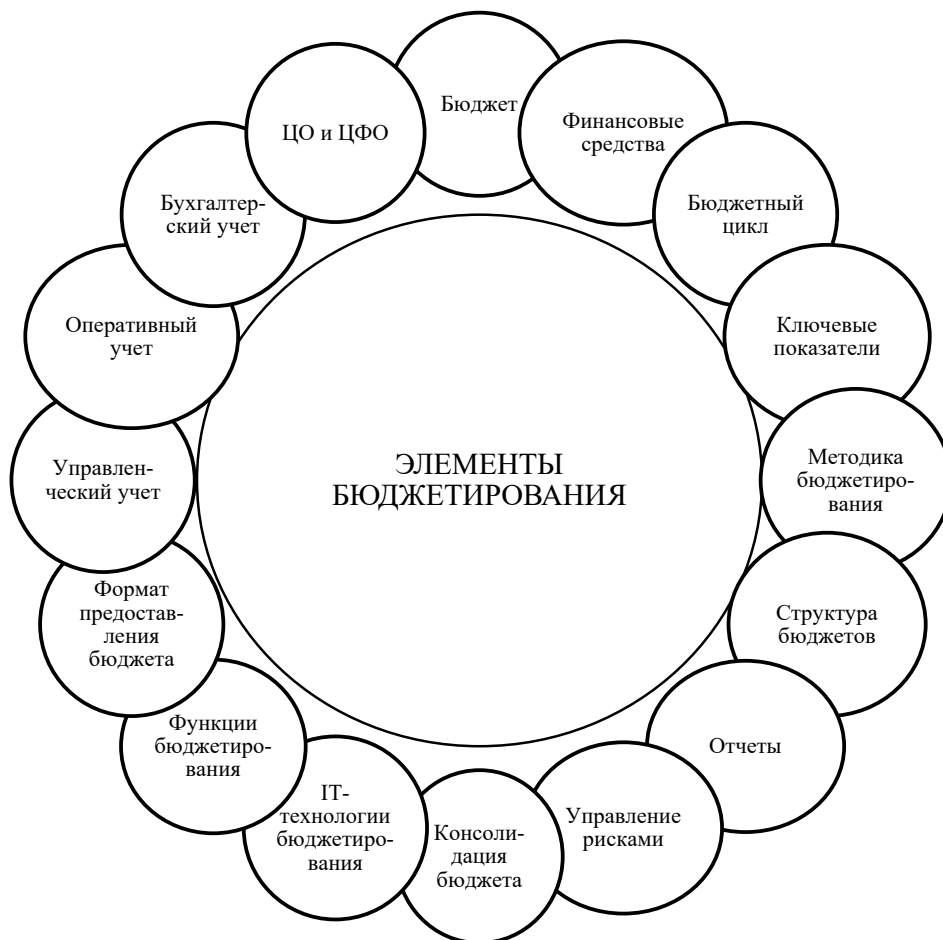 ЭЛЕМЕНТЫ
БЮДЖЕТИРОВАНИЯ
Бюджет
Финансовые
средства
Бюджетный
цикл
Ключевые
показатели
Методика
бюджетиро-
вания
Структура
бюджетов
Отчеты
Управление
рисками
Консоли-
дация
бюджета
IT-
технологии
бюджетиро-
вания
Функции
бюджетиро-
вания
Формат
предостав-
ления
бюджета
Управлен-
ческий учет
Оперативный
учет
Бухгалтер-
ский учет
ЦО и ЦФО